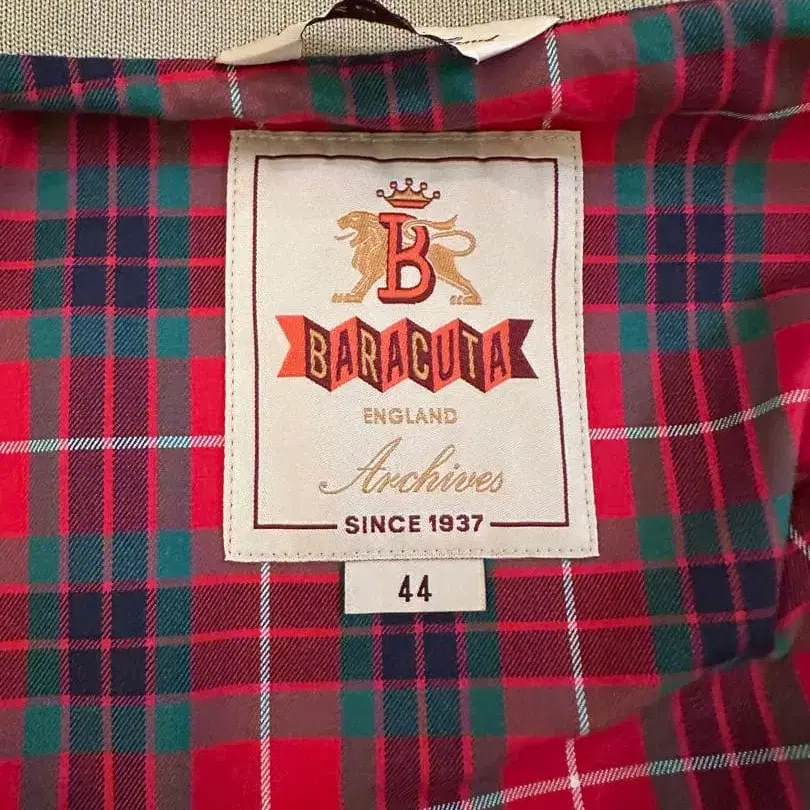 B
BARACUTA
ENGLAND
Archives
SINCE 1937
44